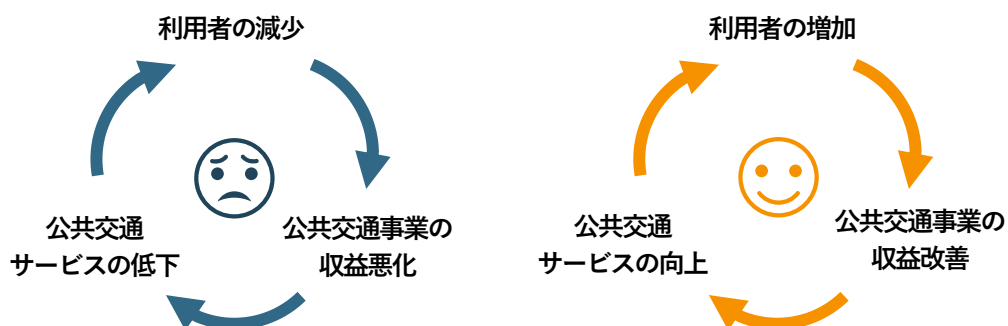 利用者の減少
公共交通事業の
収益悪化
公共交通
サービスの低下
利用者の増加
公共交通事業の
収益改善
公共交通
サービスの向上